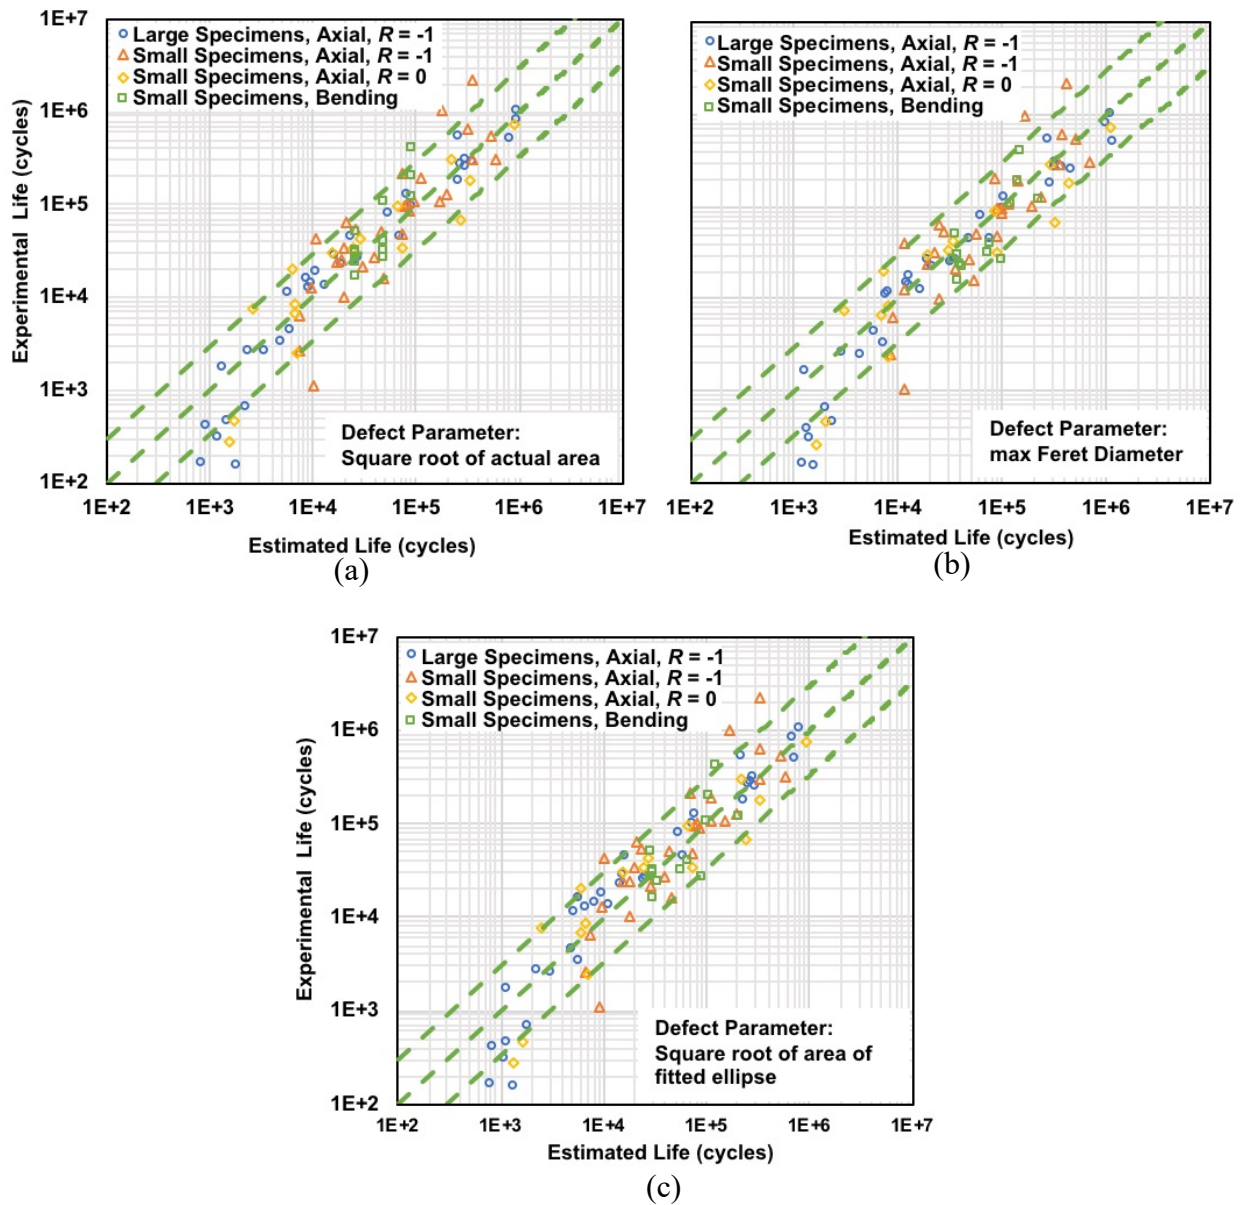 1E+7
1E+6
1E+5
1E+4
1E+3
1E+2
Experimental Life (cycles)
Large Specimens, Axial, R = -1
Small Specimens, Axial, R = -1
Small Specimens, Axial, R = 0
Small Specimens, Bending
Defect Parameter:
Square root of actual area
1E+2 1E+3 1E+4 1E+5 1E+6 1E+7
Estimated Life (cycles)
(a)
Large Specimens, Axial, R = -1
Small Specimens, Axial, R = -1
Small Specimens, Axial, R = 0
Small Specimens, Bending
Defect Parameter:
max Feret Diameter
1E+2 1E+3 1E+4 1E+5 1E+6 1E+7
Estimated Life (cycles)
(b)
1E+7
1E+6
1E+5
1E+4
1E+3
1E+2
Experimental Life (cycles)
Large Specimens, Axial, R = -1
Small Specimens, Axial, R = -1
Small Specimens, Axial, R = 0
Small Specimens, Bending
Defect Parameter:
Square root of area of
fitted ellipse
1E+2 1E+3 1E+4 1E+5 1E+6 1E+7
Estimated Life (cycles)
(c)